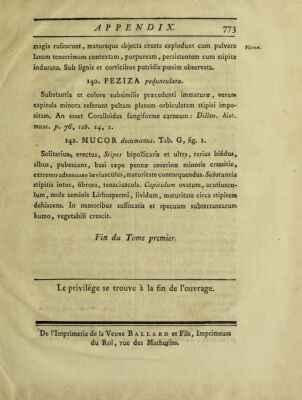 APPENDIX. 773
magis rufescunt, maturaque abjecta crusta explodunt cum pulvere
lanam tenerrimam contextam, purpuream, persistentem cum stipite
indurato. Sub lignis et corticibus putridis passim observata.
140. PEZIZA pedunculata.
Substantia et colore subsimilis præcedenti immaturæ, verum
capitula minora referunt peltam planam orbiculatam stipiti impo-
sitam. An esset Coralloides fungiforme carneum: Dillen. hist.
musc. p. 76, tab. 14, 1.
141. MUCOR decumanus. Tab. G, fig. 1.
Solitarius, erectus, Stipes bipollicaris et ultra, rarius bifidus,
albus, pubescens, basi sæpe pennæ anserinæ minoris crassitie,
extremo adtenuato læviusculus, maturitate contorquendus. Substantia
stipitis intus, fibrosa, tenaciuscula. Capitulum ovatum, acutiuscu-
lum, mole seminis Lithospermi, lividum, maturitate circa stipitem
dehiscens. In nemoribus suffocatis et specuum subterranearum
humo, vegetabili crescit.
Fin du Tome premier.
Le privilége se trouve à la fin de l'ouvrage.
De l'Imprimerie de la Veuve BALLARD et Fils, Imprimeurs
du Roi, rue des Mathurins.